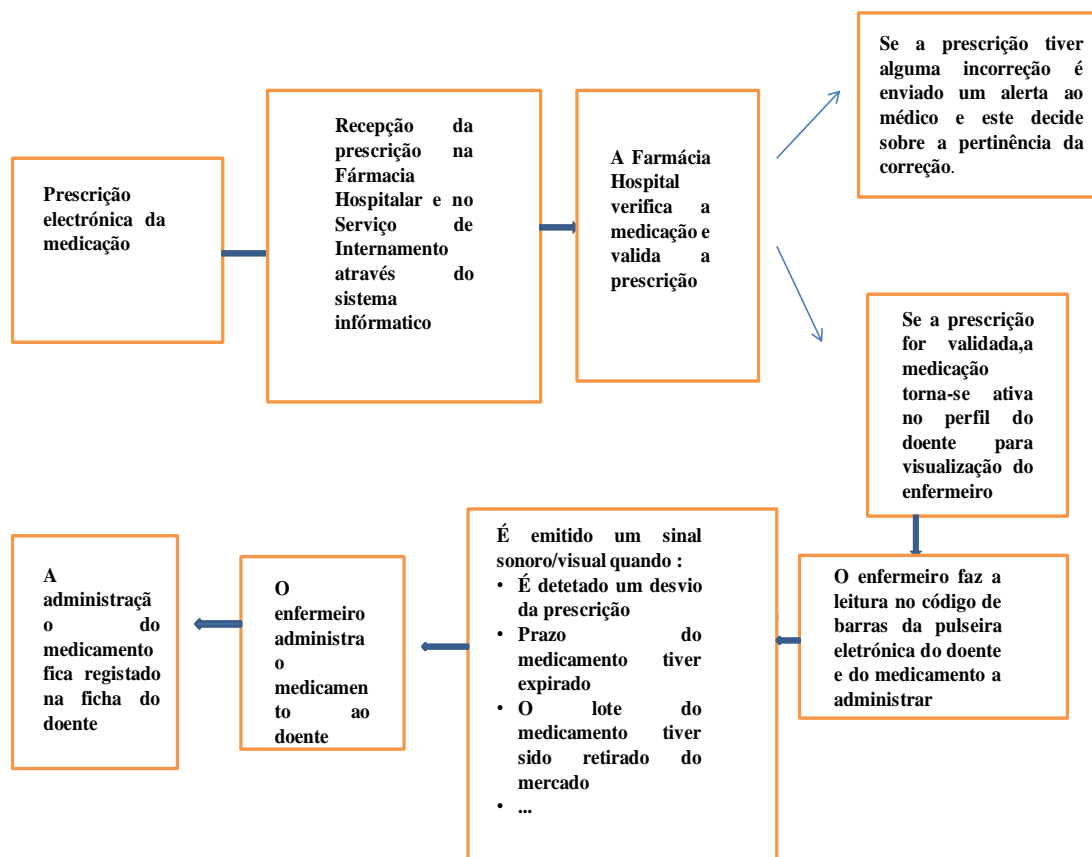 Prescrição
electrónica da
medicação
Recepção da
prescrição na
Fármacia
Hospitalar e no
Serviço de
Internamento
através do
sistema
infórmatico
A Farmácia
Hospital
verifica a
medicação e
valida a
prescrição
Se a prescrição tiver
alguma incorreção é
enviado um alerta ao
médico e este decide
sobre a pertinência da
correção.
Se a prescrição
for validada,a
medicação
torna-se ativa
no perfil do
doente para
visualização do
enfermeiro
O enfermeiro faz a
leitura no código de
barras da pulseira
eletrónica do doente
e do medicamento a
administrar
É emitido um sinal
sonoro/visual quando :
• É detetado um desvio
da prescrição
• Prazo do
medicamento tiver
expirado
• O lote do
medicamento tiver
sido retirado do
mercado
• ...
O
enfermeiro
administra
o
medicamen
to ao
doente
A
administraçã
o do
medicamento
fica registado
na ficha do
doente